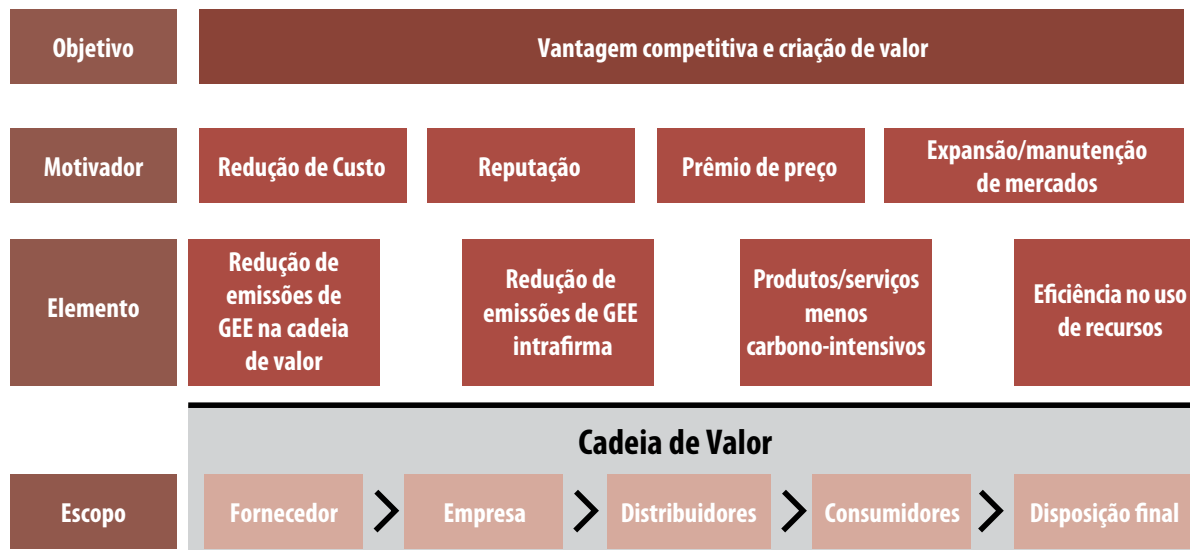 Objetivo
Vantagem competitiva e criação de valor
Motivador
Redução de Custo
Reputação
Prêmio de preço
Expansão/manutenção
de mercados
Elemento
Redução de
emissões de
GEE na cadeia
de valor
Redução de
emissões de GEE
intrafirma
Produtos/serviços
menos
carbono-intensivos
Eficiência no uso
de recursos
Cadeia de Valor
Escopo
Fornecedor
Empresa
Distribuidores
Consumidores
Disposição final